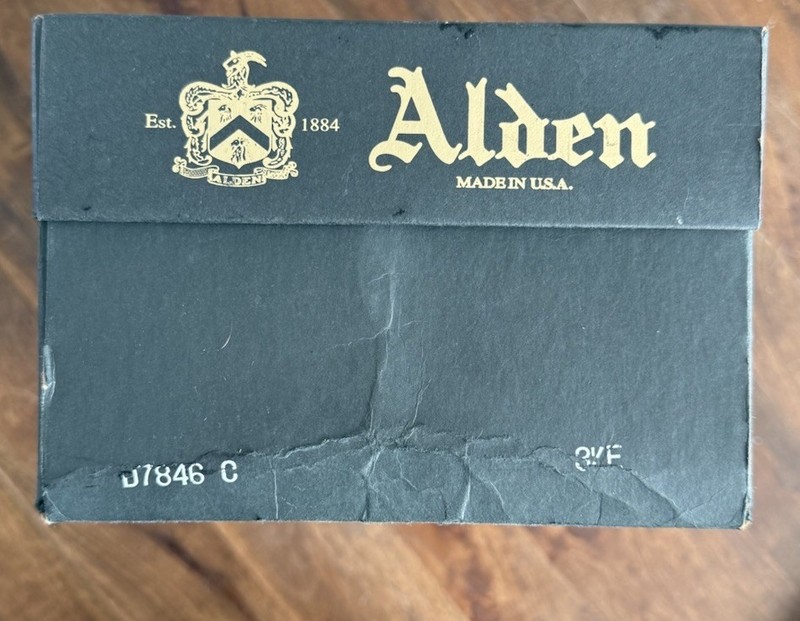 Est. 1884
ALDEN
Alden
MADE IN U.S.A.
D7846 C